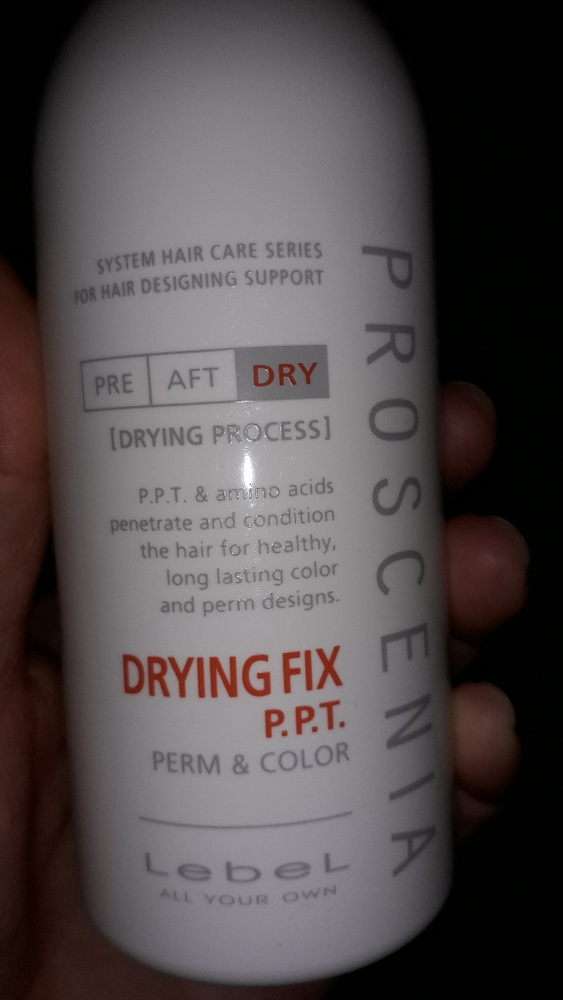 SYSTEM HAIR CARE SERIES
FOR HAIR DESIGNING SUPPORT
PRE AFT DRY
[DRYING PROCESS]
P.P.T. & amino acids
penetrate and condition
the hair for healthy,
long lasting color
and perm designs.
DRYING FIX
P.P.T.
PERM & COLOR
LebeL
ALL YOUR OWN
PROSCENIA